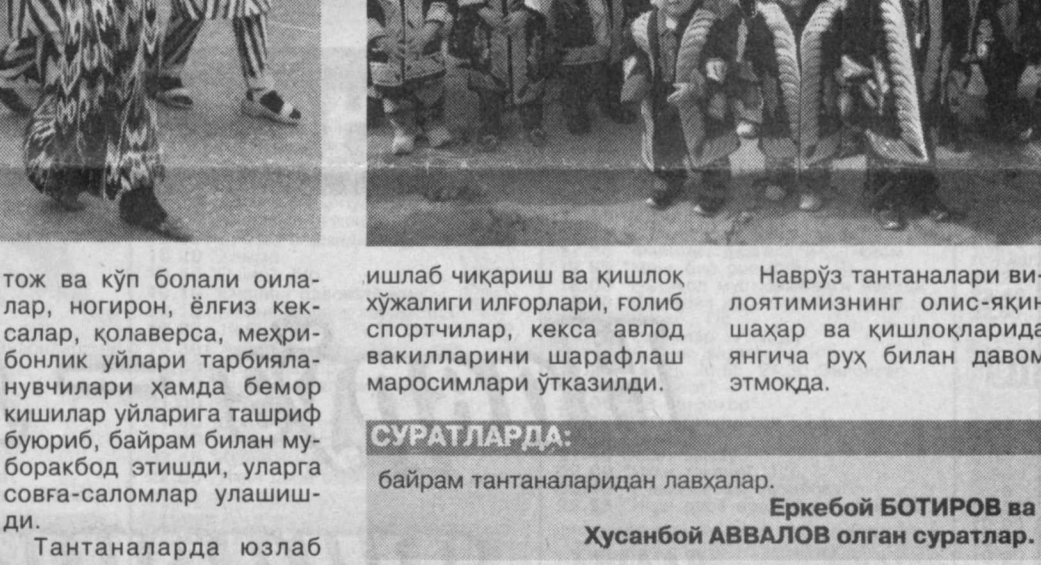 тож ва кўп болали оила-
лар, ногирон, ёлғиз кек-
салар, қолаверса, меҳри-
бонлик уйлари тарбияла-
нувчилари ҳамда бемор
кишилар уйларига ташриф
буюриб, байрам билан му-
боракбод этишди, уларга
совға-саломлар улашиш-
ди.
Тантаналарда юзлаб
ишлаб чиқариш ва қишлоқ
хўжалиги илғорлари, ғолиб
спортчилар, кекса авлод
вакилларини шарафлаш
маросимлари ўтказилди.
Наврўз тантаналари ви-
лоятимизнинг олис-яқин
шаҳар ва қишлоқларида
янгича руҳ билан давом
этмоқда.
СУРАТЛАРДА:
байрам тантаналаридан лавҳалар.
Еркебой БОТИРОВ ва
Ҳусанбой АВВАЛОВ олган суратлар.